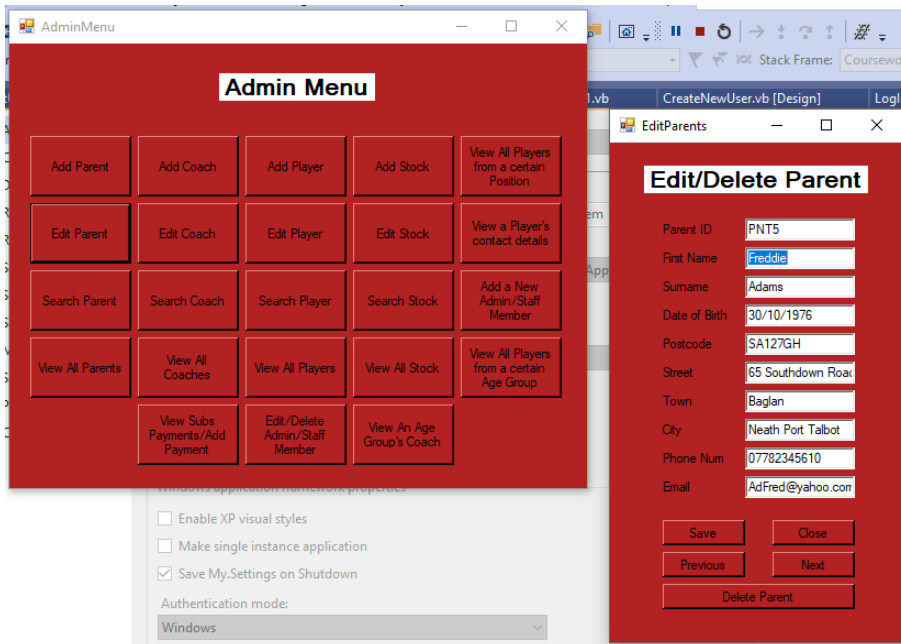 AdminMenu
Admin Menu
Add Parent
Add Coach
Add Player
Add Stock
View All Players
from a certain
Position
Edit Parent
Edit Coach
Edit Player
Edit Stock
View a Player's
contact details
Search Parent
Search Coach
Search Player
Search Stock
Add a New
Admin/Staff
Member
View All Parents
View All
Coaches
View All Players
View All Stock
View All Players
from a certain
Age Group
View Subs
Payments/Add
Payment
Edit/Delete
Admin/Staff
Member
View An Age
Group's Coach
Stack Frame:
1.vb
CreateNewUser.vb [Design]
EditParents
Edit/Delete Parent
Parent ID PNT5
First Name Freddie
Surname Adams
Date of Birth 30/10/1976
Postcode SA127GH
Street 65 Southdown Road
Town Baglan
City Neath Port Talbot
Phone Num 07782345610
Email AdFred@yahoo.com
Save Close
Previous Next
Delete Parent
Windows application framework properties
Enable XP visual styles
Make single instance application
Save My.Settings on Shutdown
Authentication mode:
Windows